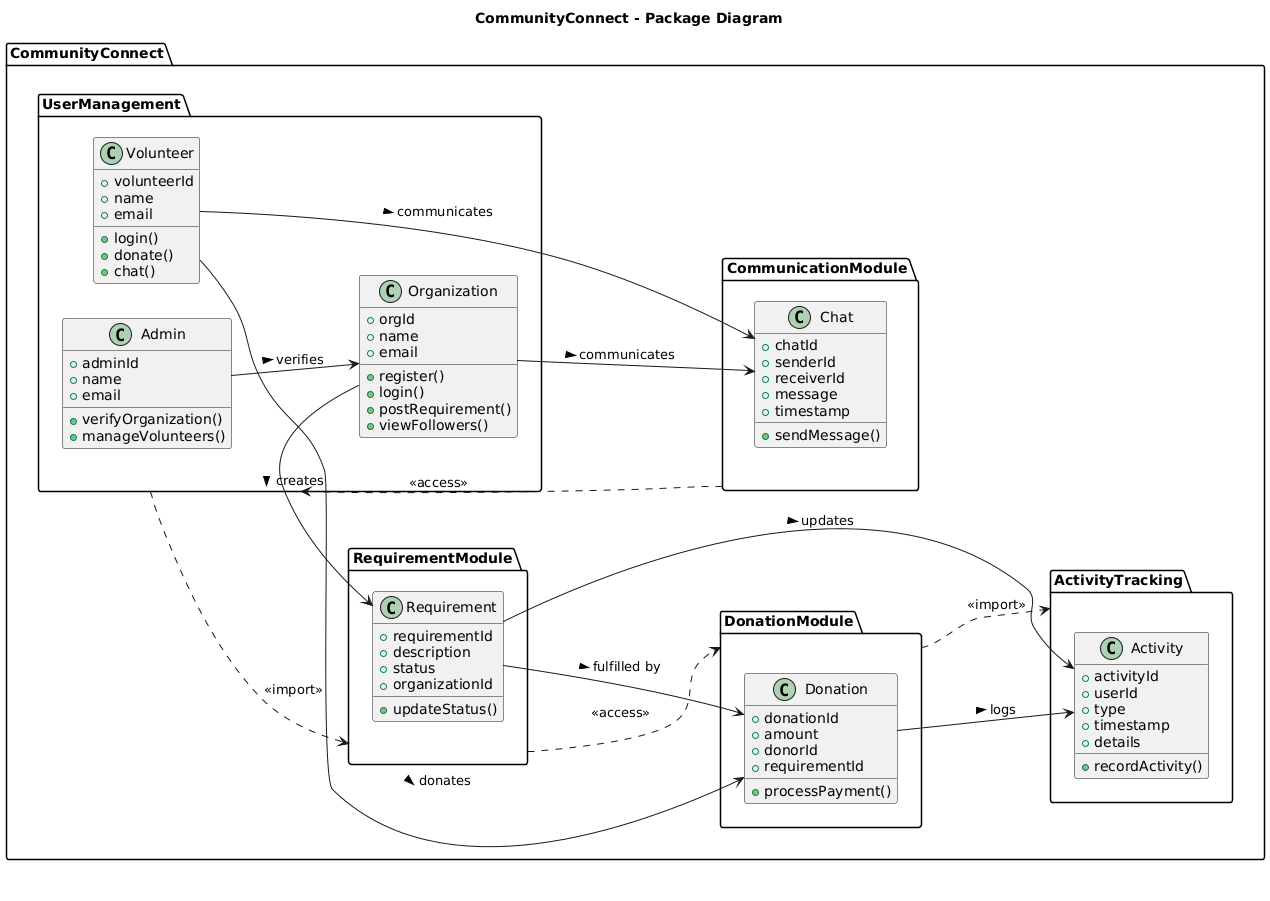 CommunityConnect - Package Diagram
CommunityConnect
UserManagement
C Volunteer
volunteerId
name
email
login()
donate()
chat()
communicates
C Admin
adminId
name
email
verifyOrganization()
manageVolunteers()
verifies
C Organization
orgId
name
email
register()
login()
postRequirement()
viewFollowers()
communicates
CommunicationModule
C Chat
chatId
senderId
receiverId
message
timestamp
sendMessage()
creates
«access»
updates
RequirementModule
C Requirement
requirementId
description
status
organizationId
updateStatus()
«import»
fulfilled by
«access»
donates
DonationModule
C Donation
donationId
amount
donorId
requirementId
processPayment()
«import»
logs
ActivityTracking
C Activity
activityId
userId
type
timestamp
details
recordActivity()